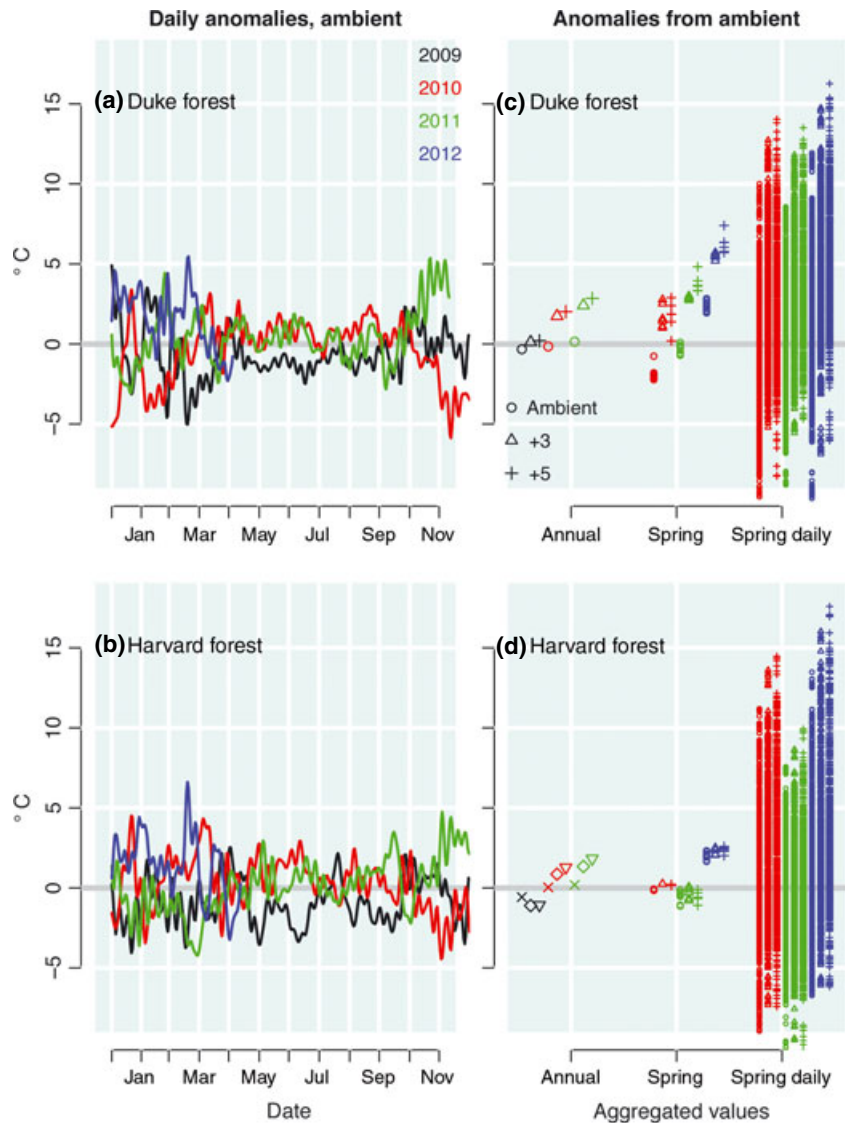 Daily anomalies, ambient
Anomalies from ambient
2009
2010
2011
2012
(a) Duke forest
(c) Duke forest
° C
15
10
5
0
−5
Ambient
+3
+5
Jan Mar May Jul Sep Nov
Annual Spring Spring daily
(b) Harvard forest
(d) Harvard forest
° C
15
10
5
0
−5
Jan Mar May Jul Sep Nov
Annual Spring Spring daily
Date
Aggregated values